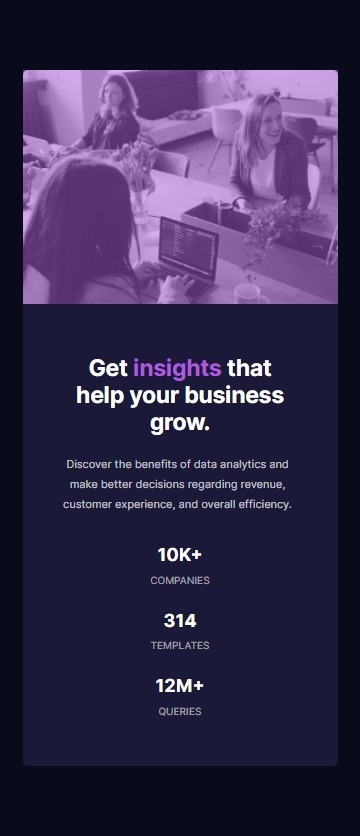 Get insights that
help your business
grow.
Discover the benefits of data analytics and
make better decisions regarding revenue,
customer experience, and overall efficiency.
10K+
COMPANIES
314
TEMPLATES
12M+
QUERIES